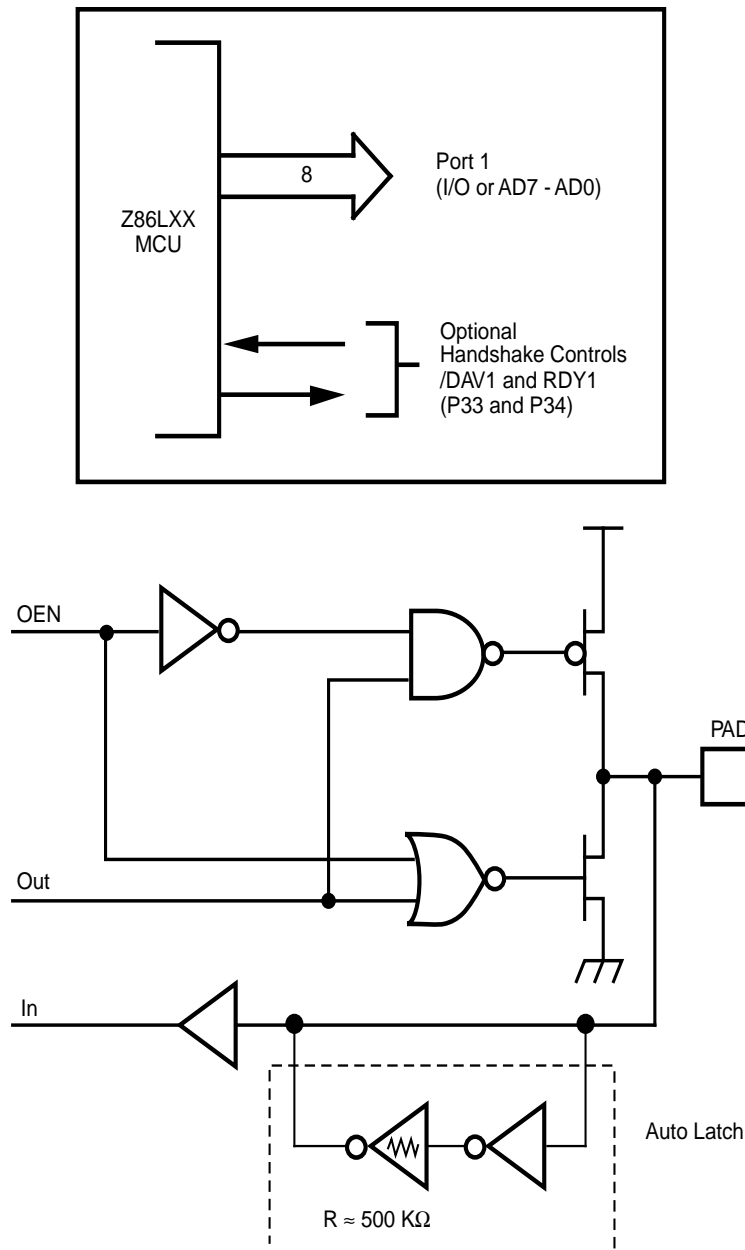 Z86LXX
MCU
8
Port 1
(I/O or AD7 - AD0)
Optional
Handshake Controls
/DAV1 and RDY1
(P33 and P34)
OEN
PAD
Out
In
Auto Latch
R ≈ 500 KΩ